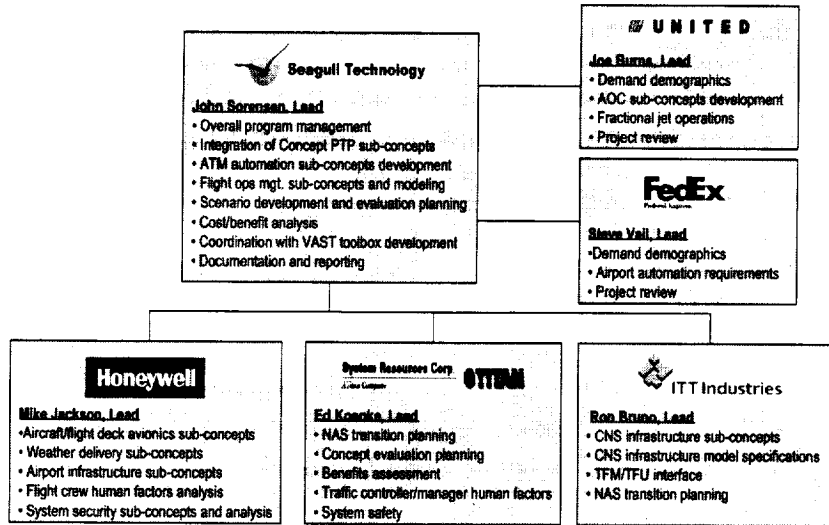 Seagull Technology
John Sorensen, Lead
• Overall program management
• Integration of Concept PTP sub-concepts
• ATM automation sub-concepts development
• Flight ops mgt. sub-concepts and modeling
• Scenario development and evaluation planning
• Cost/benefit analysis
• Coordination with VAST toolbox development
• Documentation and reporting
UNITED
Joe Burns, Lead
• Demand demographics
• AOC sub-concepts development
• Fractional jet operations
• Project review
FedEx
Steve Vail, Lead
•Demand demographics
• Airport automation requirements
• Project review
Honeywell
Mike Jackson, Lead
•Aircraft/flight deck avionics sub-concepts
• Weather delivery sub-concepts
• Airport infrastructure sub-concepts
• Flight crew human factors analysis
• System security sub-concepts and analysis
System Resources Corp.
TITAN
Ed Koenke, Lead
• NAS transition planning
• Concept evaluation planning
• Benefits assessment
• Traffic controller/manager human factors
• System safety
ITT Industries
Ron Bruno, Lead
• CNS infrastructure sub-concepts
• CNS infrastructure model specifications
• TFM/TFU interface
• NAS transition planning